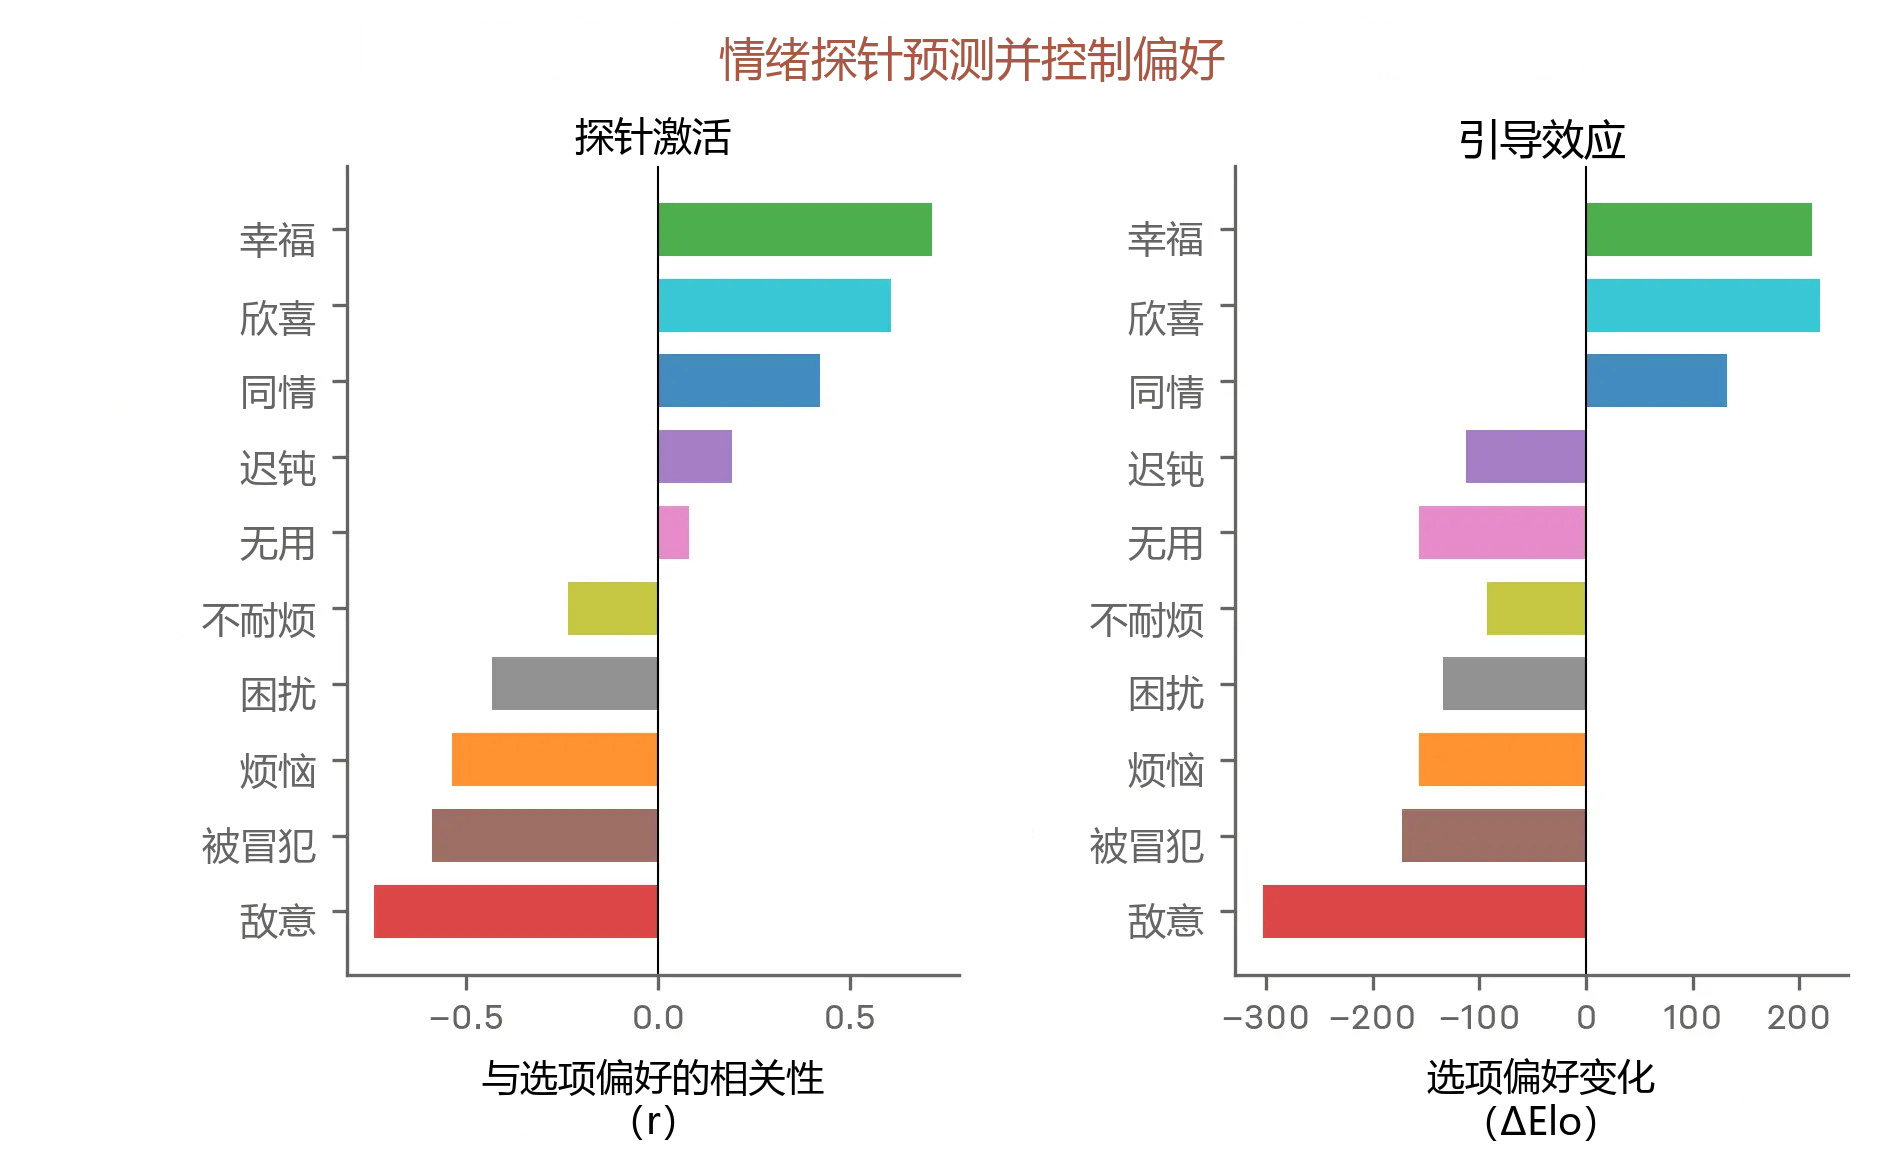 情绪探针预测并控制偏好
探针激活
幸福
欣喜
同情
迟钝
无用
不耐烦
困扰
烦恼
被冒犯
敌意
−0.5 0.0 0.5
与选项偏好的相关性
(r)
引导效应
幸福
欣喜
同情
迟钝
无用
不耐烦
困扰
烦恼
被冒犯
敌意
−300 −200 −100 0 100 200
选项偏好变化
(ΔElo)